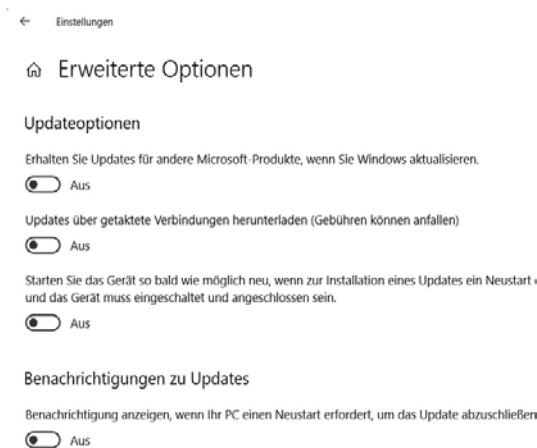 Einstellungen
Erweiterte Optionen
Updateoptionen
Erhalten Sie Updates für andere Microsoft-Produkte, wenn Sie Windows aktualisieren.
Aus
Updates über getaktete Verbindungen herunterladen (Gebühren können anfallen)
Aus
Starten Sie das Gerät so bald wie möglich neu, wenn zur Installation eines Updates ein Neustart
und das Gerät muss eingeschaltet und angeschlossen sein.
Aus
Benachrichtigungen zu Updates
Benachrichtigung anzeigen, wenn Ihr PC einen Neustart erfordert, um das Update abzuschließen
Aus